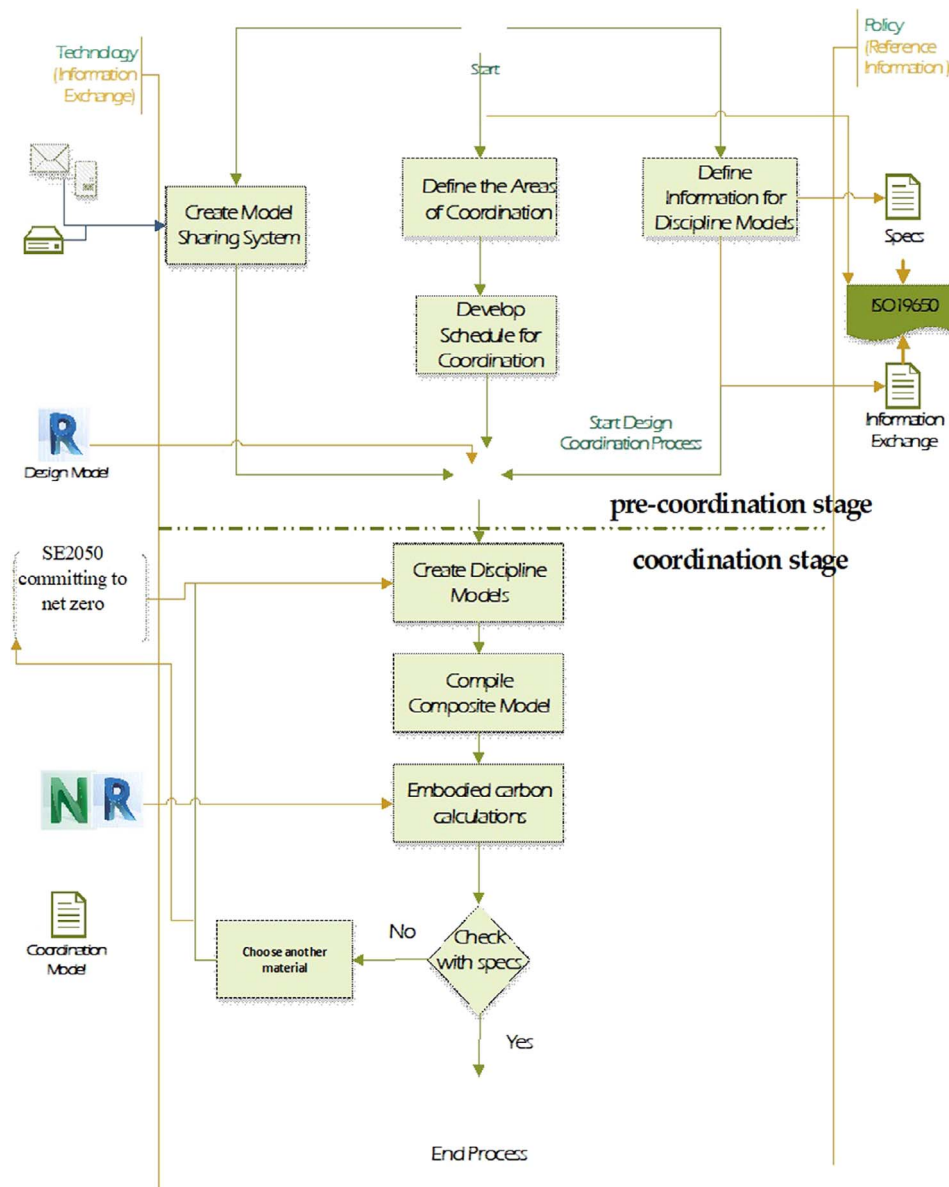 Technology
(Information
Exchange)
Start
Policy
(Reference
Information
)
Create Model
Sharing System
Define the Areas
of Coordination
Define
Information for
Discipline Models
Specs
ISO19650
Develop
Schedule for
Coordination
Information
Exchange
Start Design
Coordination Process
R
Design Model
pre-coordination stage
coordination stage
SE2050
committing to
net zero
Create Discipline
Models
Compile
Composite Model
N R
Embodied carbon
calculations
Coordination
Model
Choose another
material
No
Check
with specs
Yes
End Process